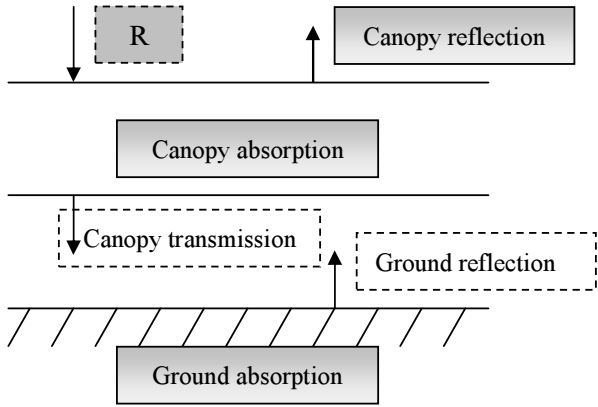 R
Canopy reflection
Canopy absorption
Canopy transmission
Ground reflection
Ground absorption